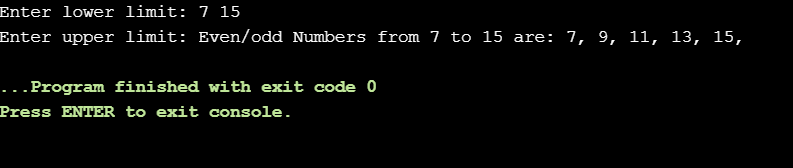 Enter lower limit: 7 15
Enter upper limit: Even/odd Numbers from 7 to 15 are: 7, 9, 11, 13, 15,
...Program finished with exit code 0
Press ENTER to exit console.